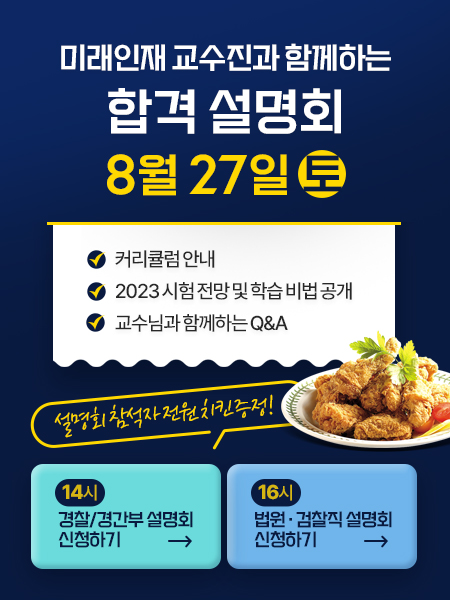 미래인재 교수진과 함께하는
합격 설명회
8월 27일 토
커리큘럼 안내
2023 시험 전망 및 학습 비법 공개
교수님과 함께하는 Q&A
설명회 참석자 전원 치킨 증정!
14시
경찰/경간부 설명회
신청하기 →
16시
법원·검찰직 설명회
신청하기 →